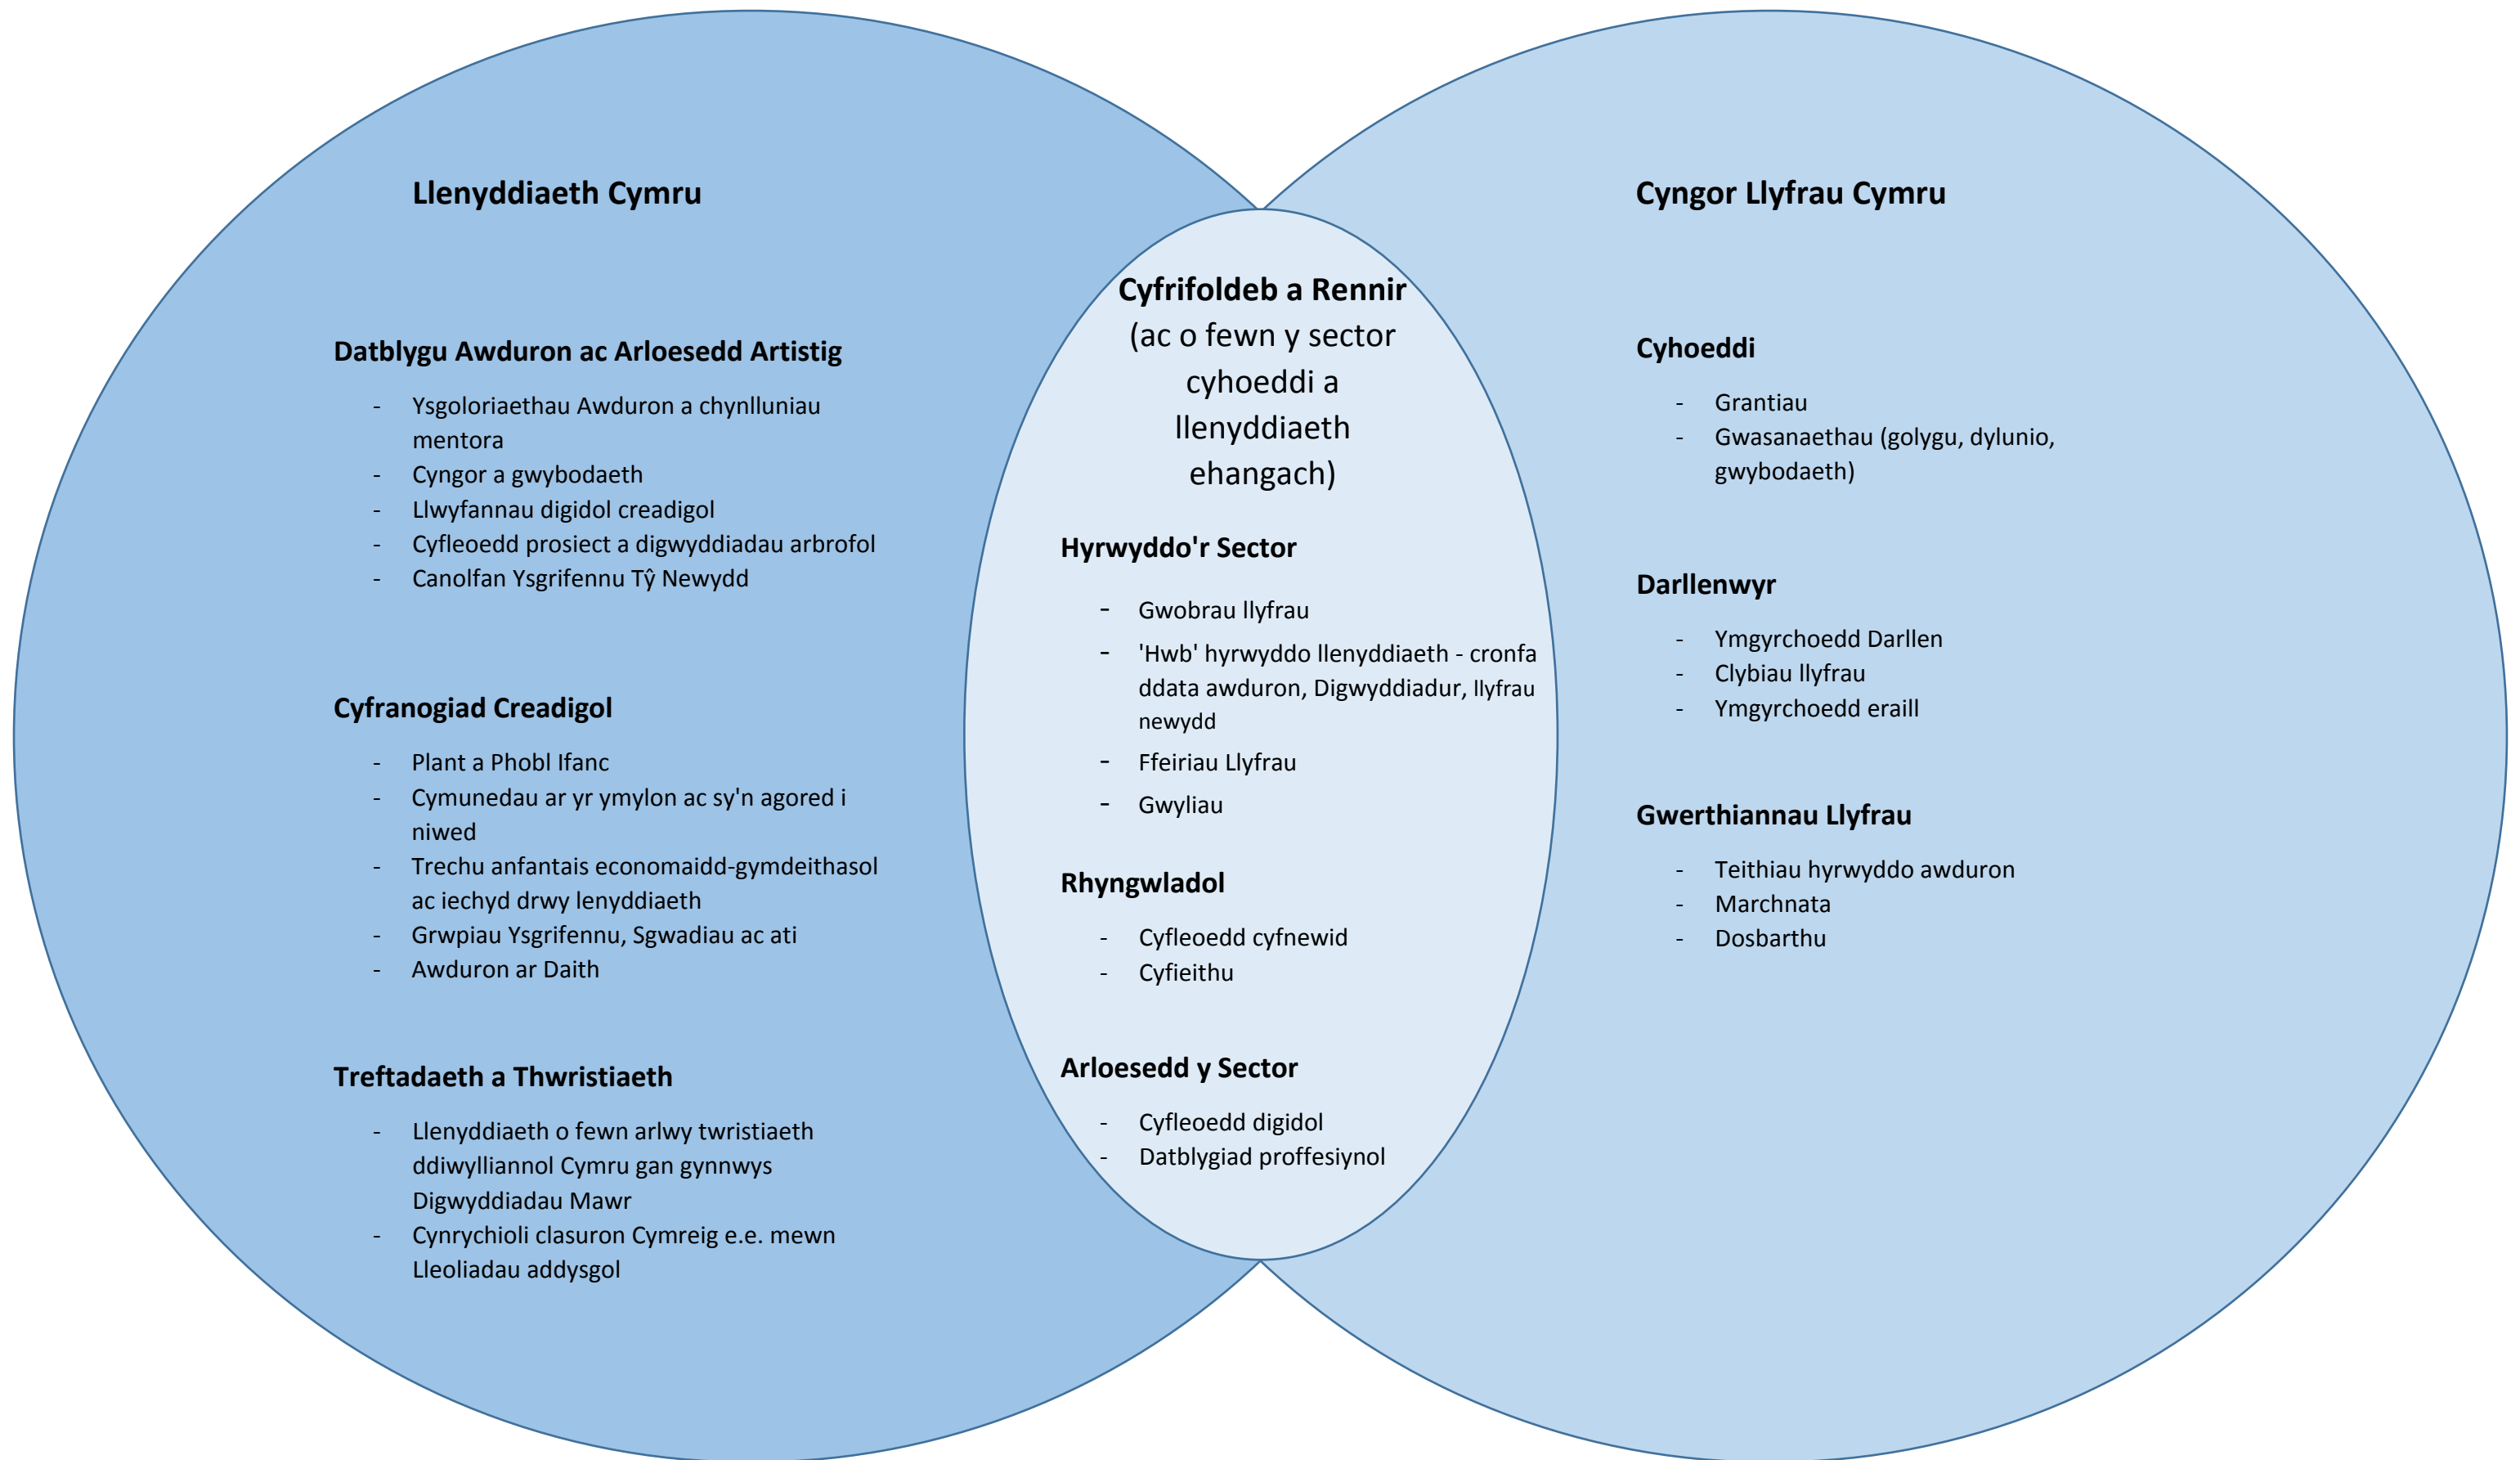 Llenyddiaeth Cymru
Datblygu Awduron ac Arloesedd Artistig
- Ysgoloriaethau Awduron a chynlluniau
mentora
- Cyngor a gwybodaeth
- Llwyfannau digidol creadigol
- Cyfleoedd prosiect a digwyddiadau arbrofol
- Canolfan Ysgrifennu Tŷ Newydd
Cyfranogiad Creadigol
- Plant a Phobl Ifanc
- Cymunedau ar yr ymylon ac sy'n agored i
niwed
- Trechu anfantais economaidd-gymdeithasol
ac iechyd drwy lenyddiaeth
- Grwpiau Ysgrifennu, Sgwadiau ac ati
- Awduron ar Daith
Treftadaeth a Thwristiaeth
- Llenyddiaeth o fewn arlwy twristiaeth
ddiwylliannol Cymru gan gynnwys
Digwyddiadau Mawr
- Cynrychioli clasuron Cymreig e.e. mewn
Lleoliadau addysgol
Cyfrifoldeb a Rennir
(ac o fewn y sector
cyhoeddi a
llenyddiaeth
ehangach)
Hyrwyddo'r Sector
- Gwobrau llyfrau
- 'Hwb' hyrwyddo llenyddiaeth - cronfa
ddata awduron, Digwyddiadur, llyfrau
newydd
- Ffeiriau Llyfrau
- Gwyliau
Rhyngwladol
- Cyfleoedd cyfnewid
- Cyfieithu
Arloesedd y Sector
- Cyfleoedd digidol
- Datblygiad proffesiynol
Cyngor Llyfrau Cymru
Cyhoeddi
- Grantiau
- Gwasanaethau (golygu, dylunio,
gwybodaeth)
Darllenwyr
- Ymgyrchoedd Darllen
- Clybiau llyfrau
- Ymgyrchoedd eraill
Gwerthiannau Llyfrau
- Teithiau hyrwyddo awduron
- Marchnata
- Dosbarthu